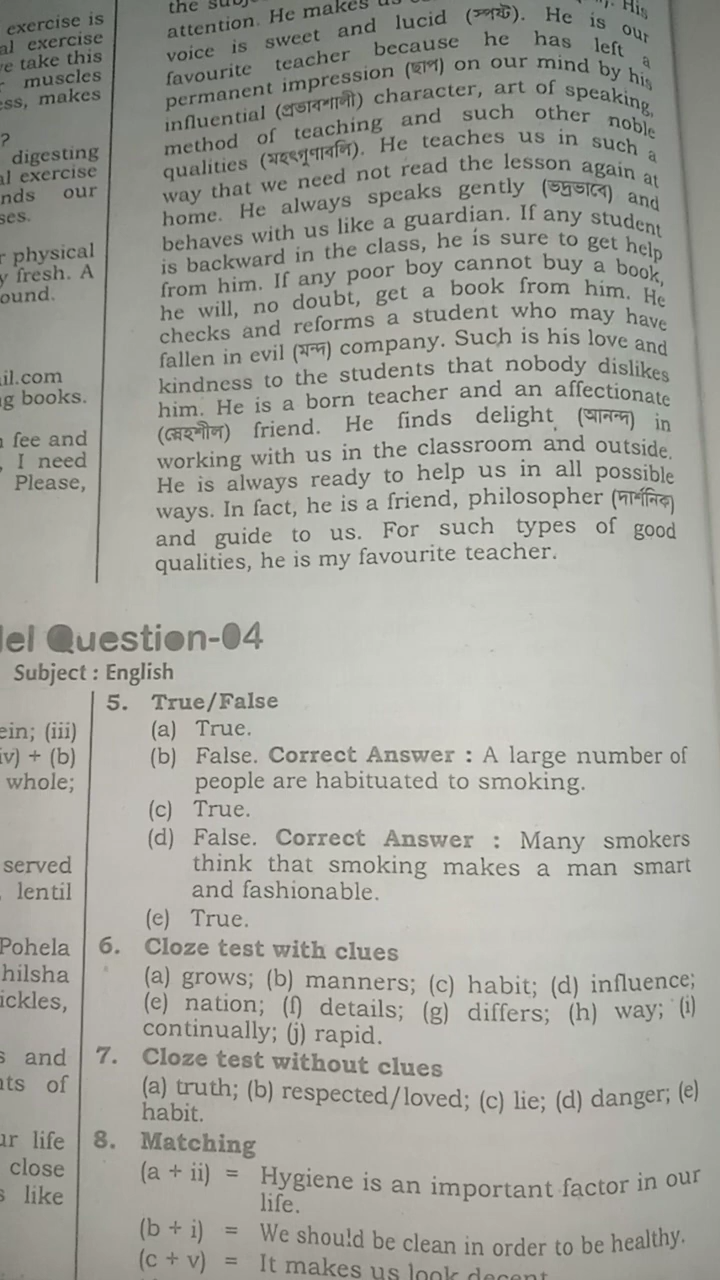 exercise is
al exercise
e take this
muscles
ess, makes
?
digesting
al exercise
nds our
ses.
r physical
y fresh. A
ound.
il.com
g books.
fee and
, I need
Please,
the
attention. He makes
His
voice is sweet and lucid (স্পষ্ট). He is our
favourite teacher because he has left a
permanent impression (ছাপ) on our mind by his
influential (প্রভাবশালী) character, art of speaking,
method of teaching and such other noble
qualities (মহৎগুণাবলি). He teaches us in such a
way that we need not read the lesson again at
home. He always speaks gently (ভদ্রভাবে) and
behaves with us like a guardian. If any student
is backward in the class, he is sure to get help
from him. If any poor boy cannot buy a book,
he will, no doubt, get a book from him. He
checks and reforms a student who may have
fallen in evil (মন্দ) company. Such is his love and
kindness to the students that nobody dislikes
him. He is a born teacher and an affectionate
(স্নেহশীল) friend. He finds delight (আনন্দ) in
working with us in the classroom and outside.
He is always ready to help us in all possible
ways. In fact, he is a friend, philosopher (দার্শনিক)
and guide to us. For such types of good
qualities, he is my favourite teacher.
del Question-04
Subject : English
ein; (iii)
iv) + (b)
whole;
served
lentil
Pohela
hilsha
ickles,
s and
nts of
ur life
close
s like
5. True/False
(a) True.
(b) False. Correct Answer : A large number of
people are habituated to smoking.
(c) True.
(d) False. Correct Answer : Many smokers
think that smoking makes a man smart
and fashionable.
(e) True.
6. Cloze test with clues
(a) grows; (b) manners; (c) habit; (d) influence;
(e) nation; (f) details; (g) differs; (h) way; (i)
continually; (j) rapid.
7. Cloze test without clues
(a) truth; (b) respected/loved; (c) lie; (d) danger; (e)
habit.
8. Matching
(a + ii) = Hygiene is an important factor in our
life.
(b + i) = We should be clean in order to be healthy.
(c + v) = It makes us look decent